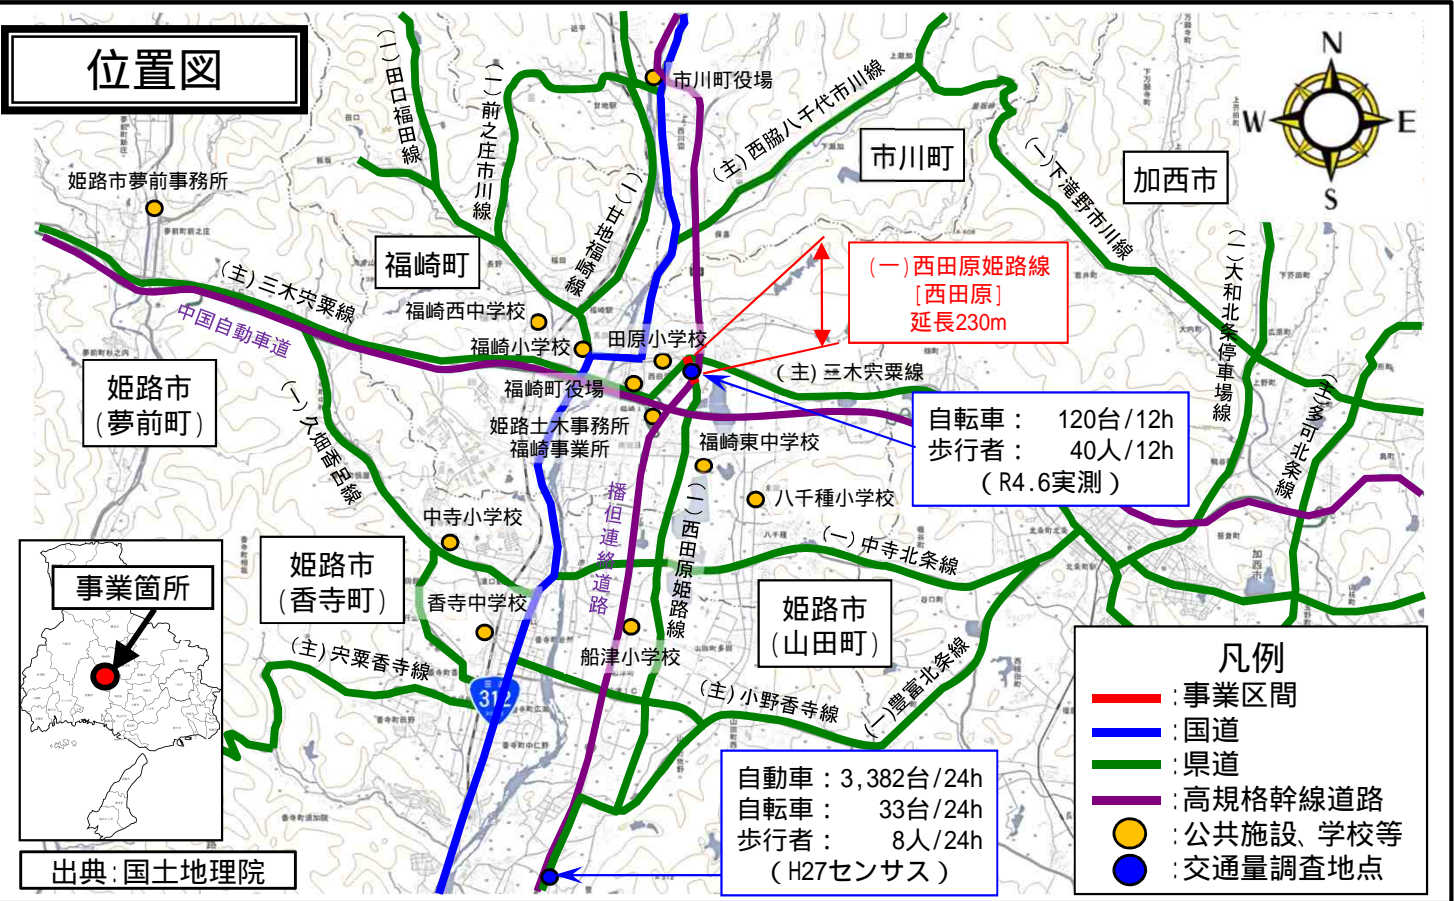 位置図
N
W
E
S
市川町役場
(一)田口福田線
(一)前之庄市川線
(一)甘地福崎線
(主)西脇八千代市川線
市川町
加西市
(一)下滝野市川線
(一)大和北条停車場線
(主)多可北条線
姫路市夢前事務所
福崎町
(主)三木宍粟線
中国自動車道
福崎西中学校
福崎小学校
田原小学校
福崎町役場
姫路土木事務所
福崎事業所
(一)西田原姫路線
[西田原]
延長230m
(主)三木宍粟線
姫路市
(夢前町)
(一)久畑香呂線
自転車: 120台/12h
歩行者: 40人/12h
(R4.6実測)
福崎東中学校
八千種小学校
播但連絡道路
(一)西田原姫路線
中寺小学校
(一)中寺北条線
姫路市
(香寺町)
香寺中学校
船津小学校
姫路市
(山田町)
(主)宍粟香寺線
312
(主)小野香寺線
(一)豊富北条線
事業箇所
出典:国土地理院
自動車:3,382台/24h
自転車: 33台/24h
歩行者: 8人/24h
(H27センサス)
凡例
:事業区間
:国道
:県道
:高規格幹線道路
:公共施設、学校等
:交通量調査地点